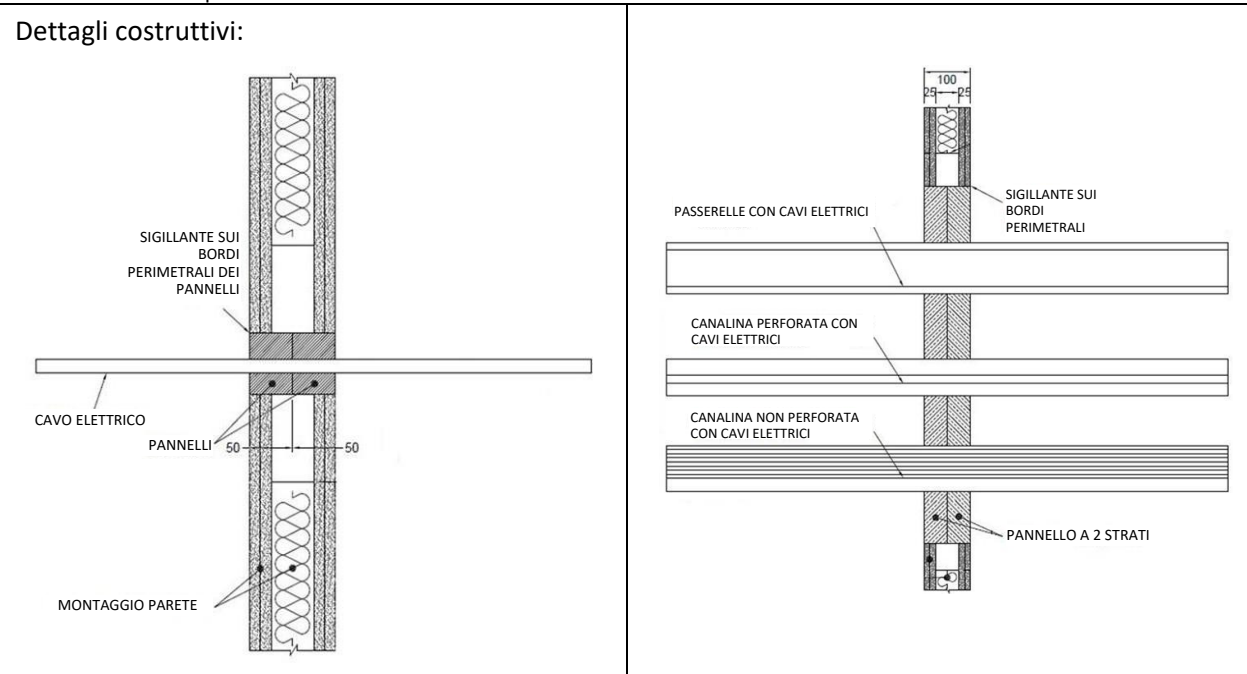 Dettagli costruttivi:
SIGILLANTE SUI
BORDI
PERIMETRALI DEI
PANNELLI
CAVO ELETTRICO
PANNELLI
50
50
MONTAGGIO PARETE
100
25
25
SIGILLANTE SUI
BORDI
PERIMETRALI
PASSERELLE CON CAVI ELETTRICI
CANALINA PERFORATA CON
CAVI ELETTRICI
CANALINA NON PERFORATA
CON CAVI ELETTRICI
PANNELLO A 2 STRATI